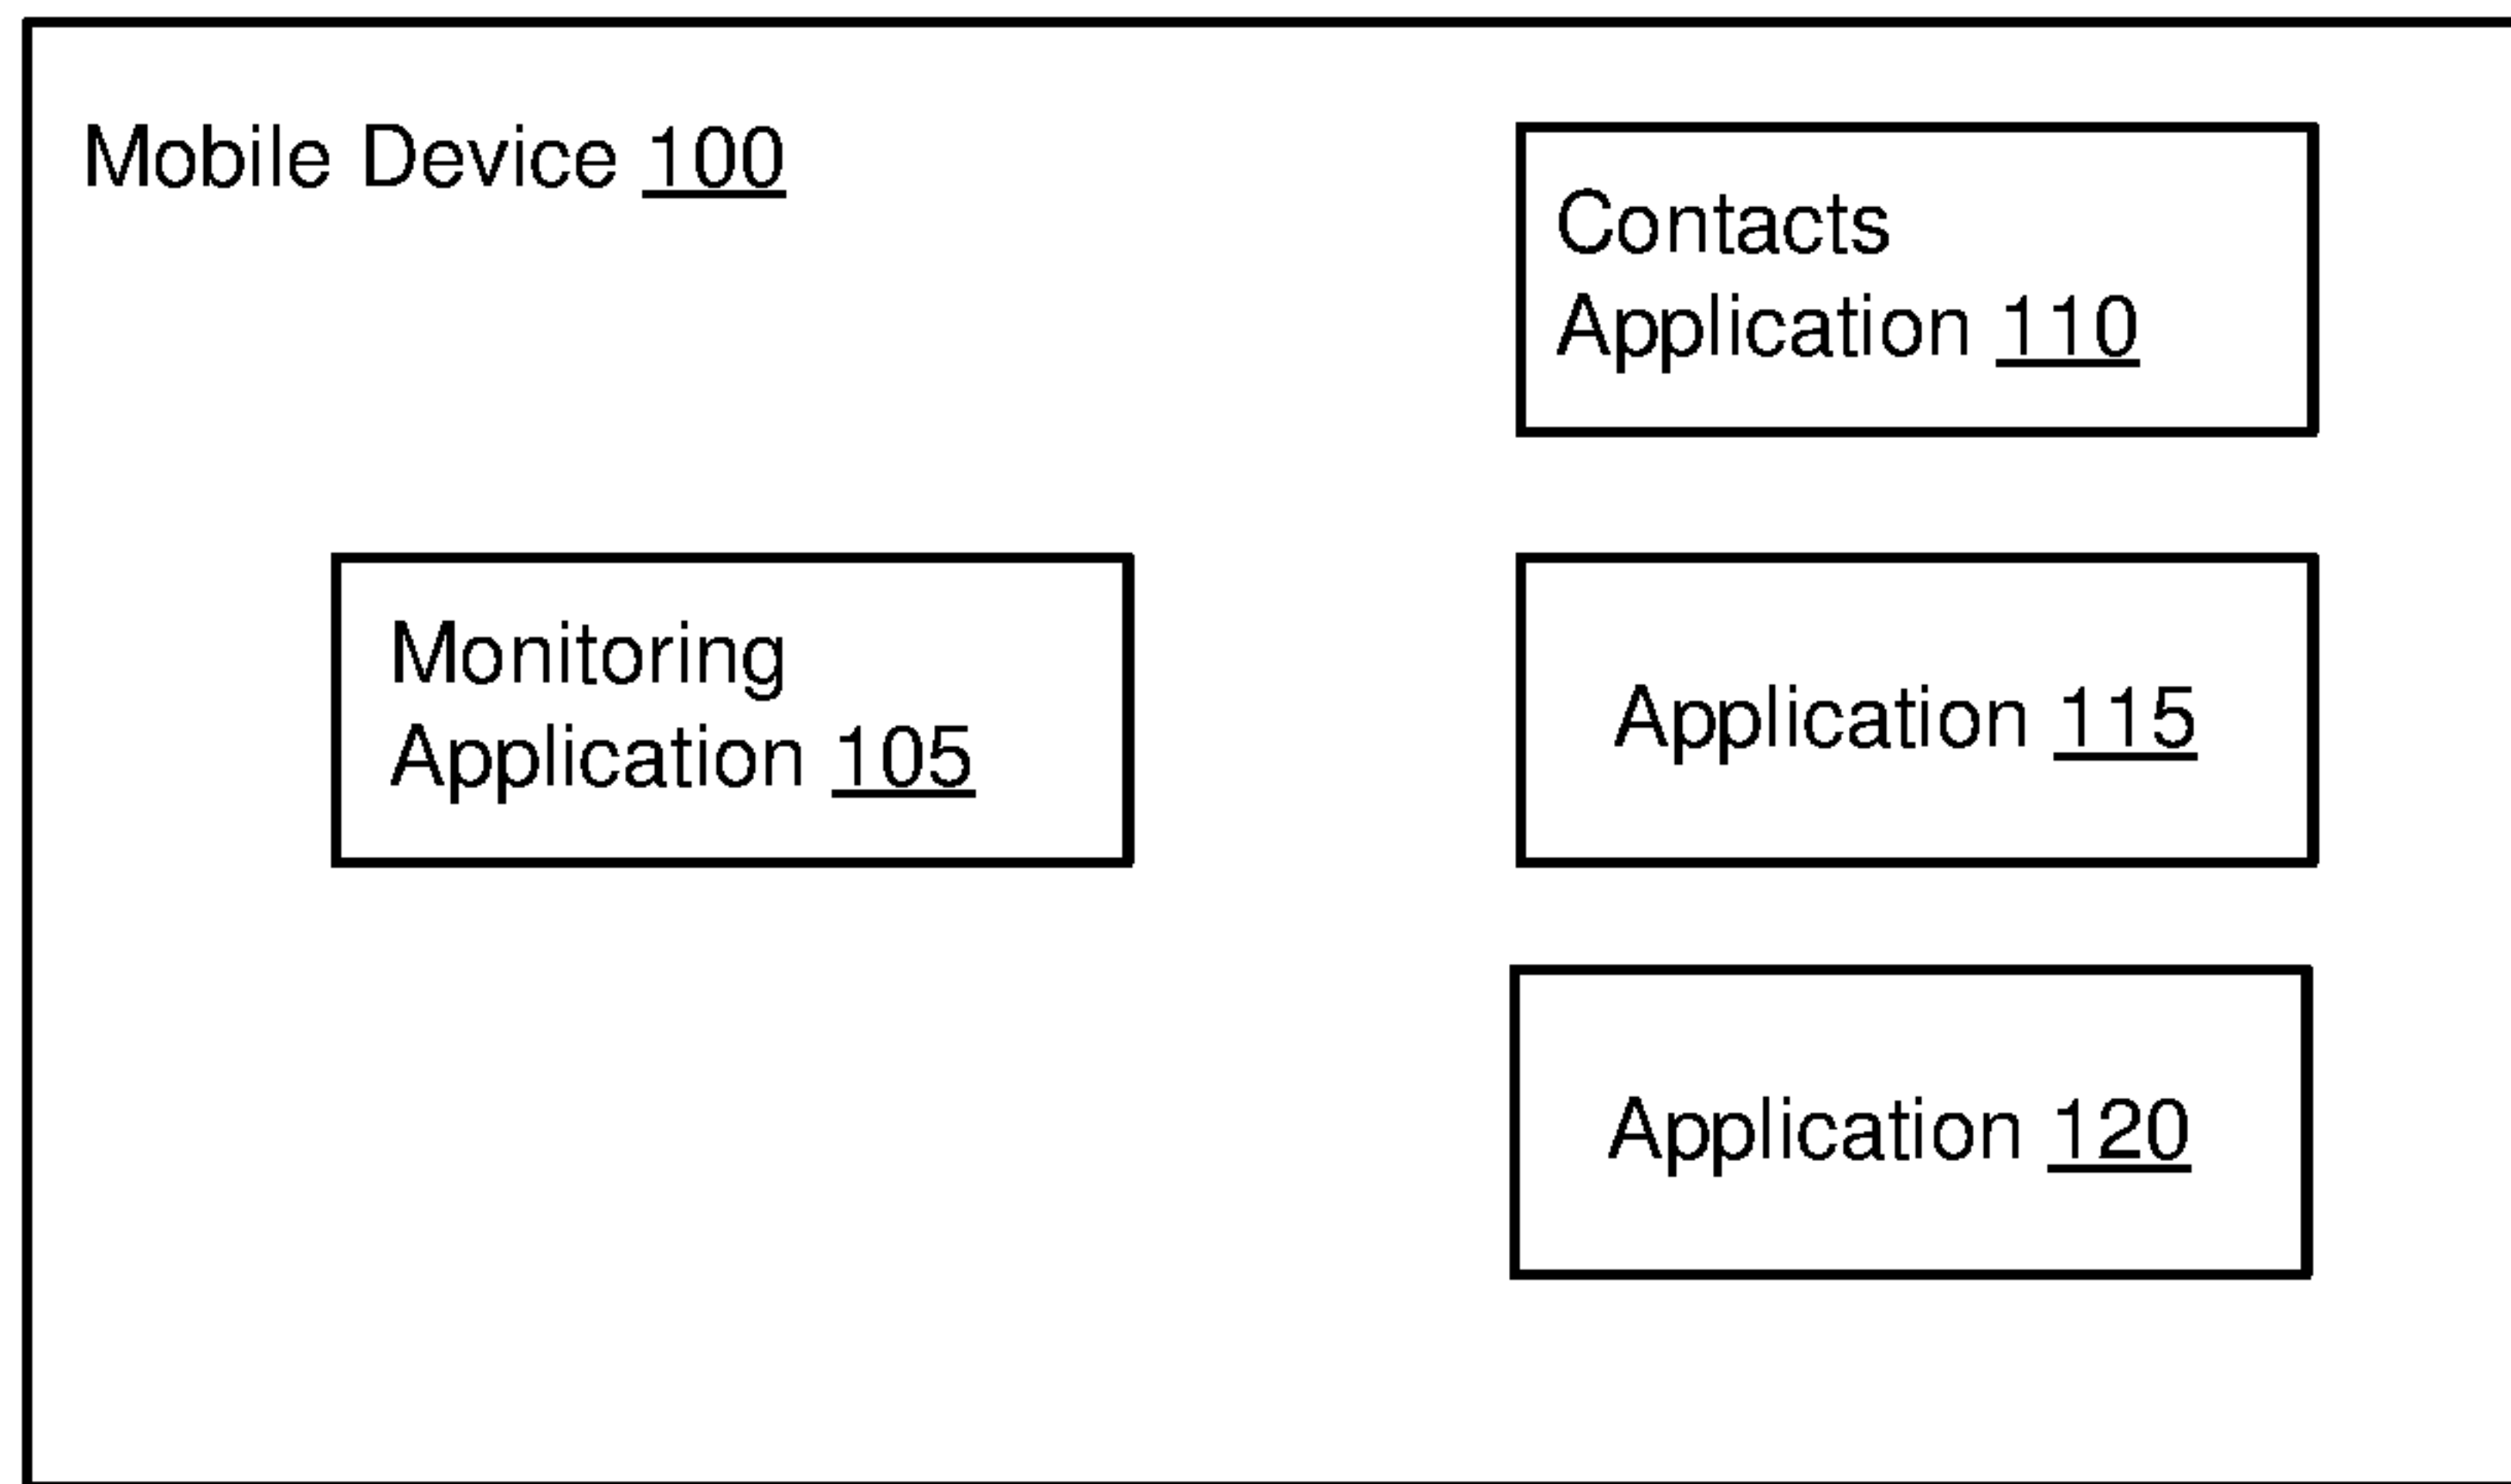 Mobile Device 100
Contacts
Application 110
Monitoring
Application 105
Application 115
Application 120